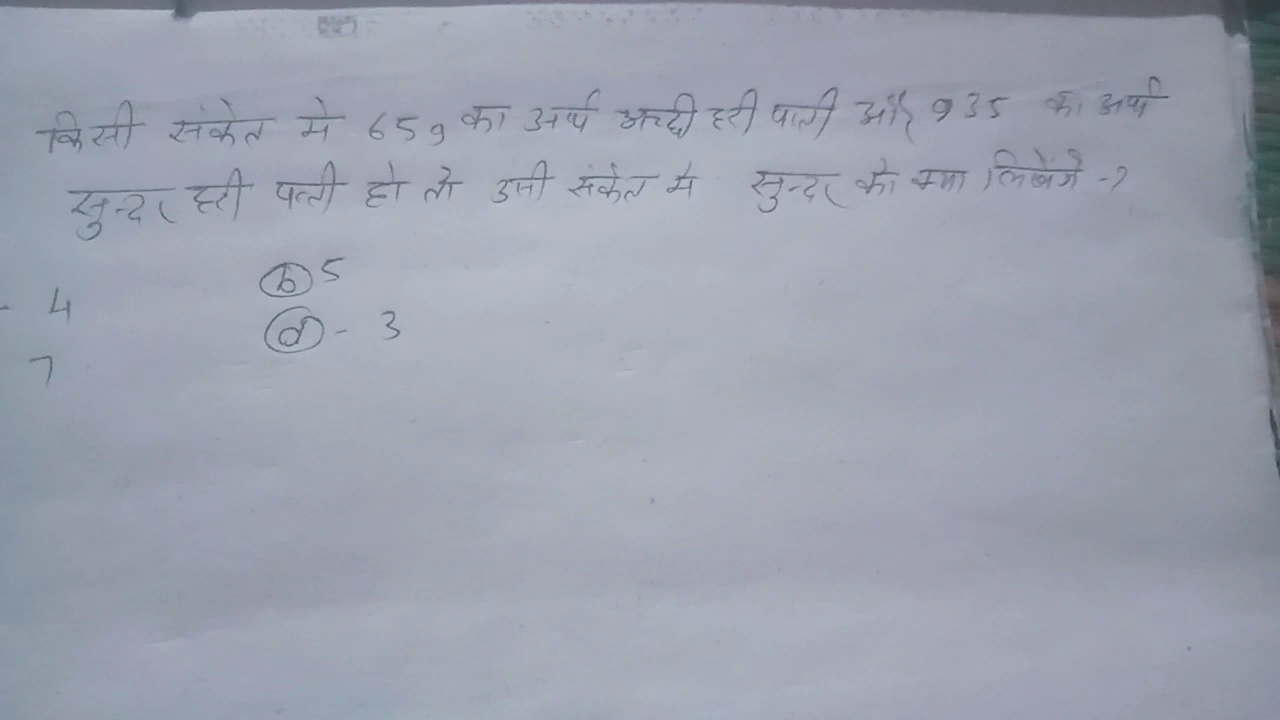 किसी संकेत मे 659 का अर्थ अच्छी हरी पत्ती और 935 का अर्थ
सुन्दर हरी पत्ती हो तो उसी संकेत मे सुन्दर को क्या लिखेंगे -?
(b) 5
- 4
(d) - 3
7